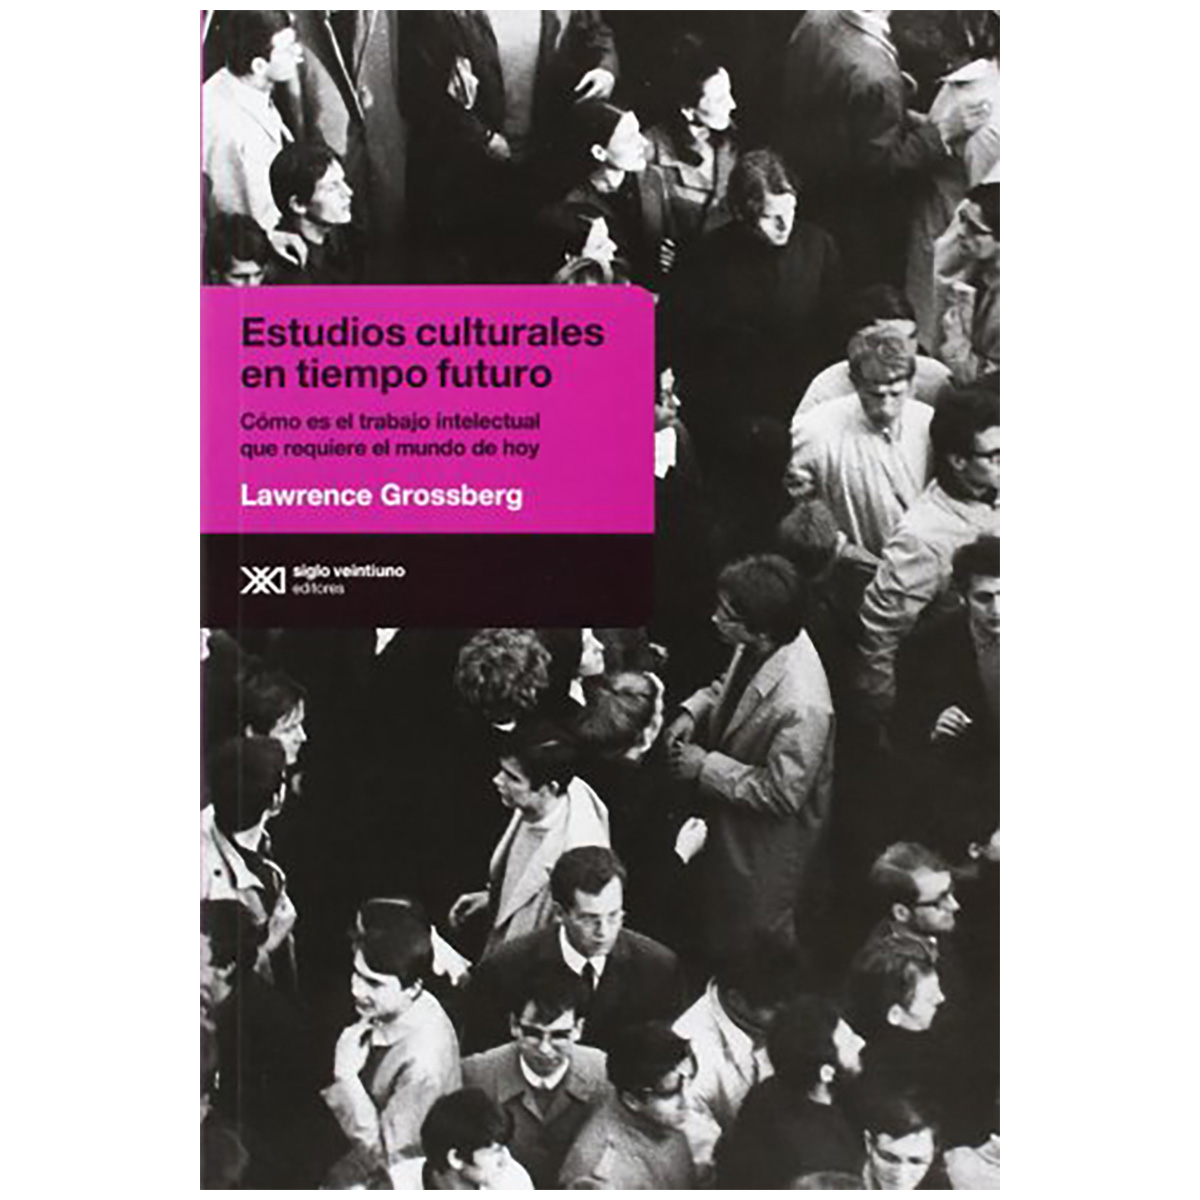 Estudios culturales
en tiempo futuro
Cómo es el trabajo intelectual
que requiere el mundo de hoy
Lawrence Grossberg
siglo veintiuno
editores